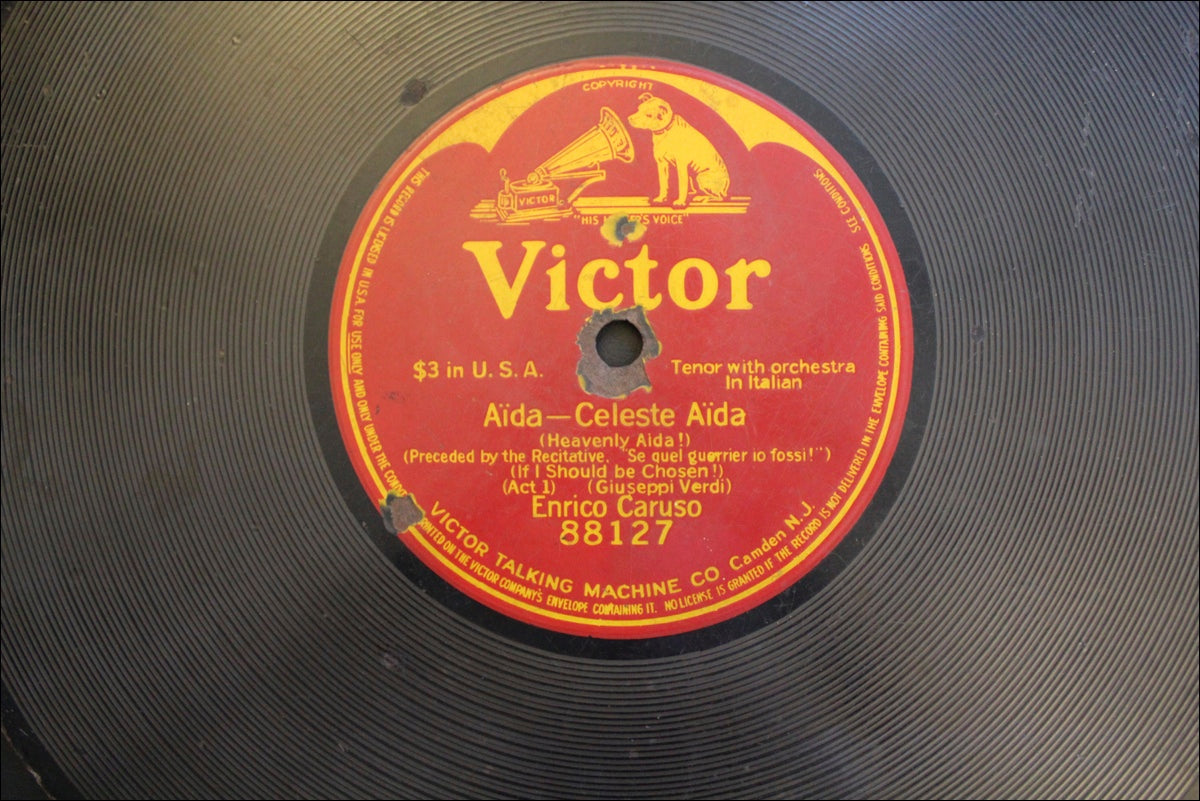 COPYRIGHT
VICTOR
"HIS 'S VOICE"
Victor
$3 in U. S. A.
Tenor with orchestra
In Italian
Aïda—Celeste Aïda
(Heavenly Aida!)
(Preceded by the Recitative, "Se quel guerrier io fossi!")
(If I Should be Chosen!)
(Act 1) (Giuseppi Verdi)
Enrico Caruso
88127
VICTOR TALKING MACHINE CO. Camden N. J.
THIS RECORD IS LICENSED IN U.S.A. FOR USE ONLY AND ONLY UNDER THE PRINTED ON THE VICTOR COMPANY'S ENVELOPE CONTAINING IT. NO LICENSE IS GRANTED IF THE RECORD IS NOT DELIVERED IN THE ENVELOPE CONTAINING SAID CONDITIONS SEE CONDITIONS